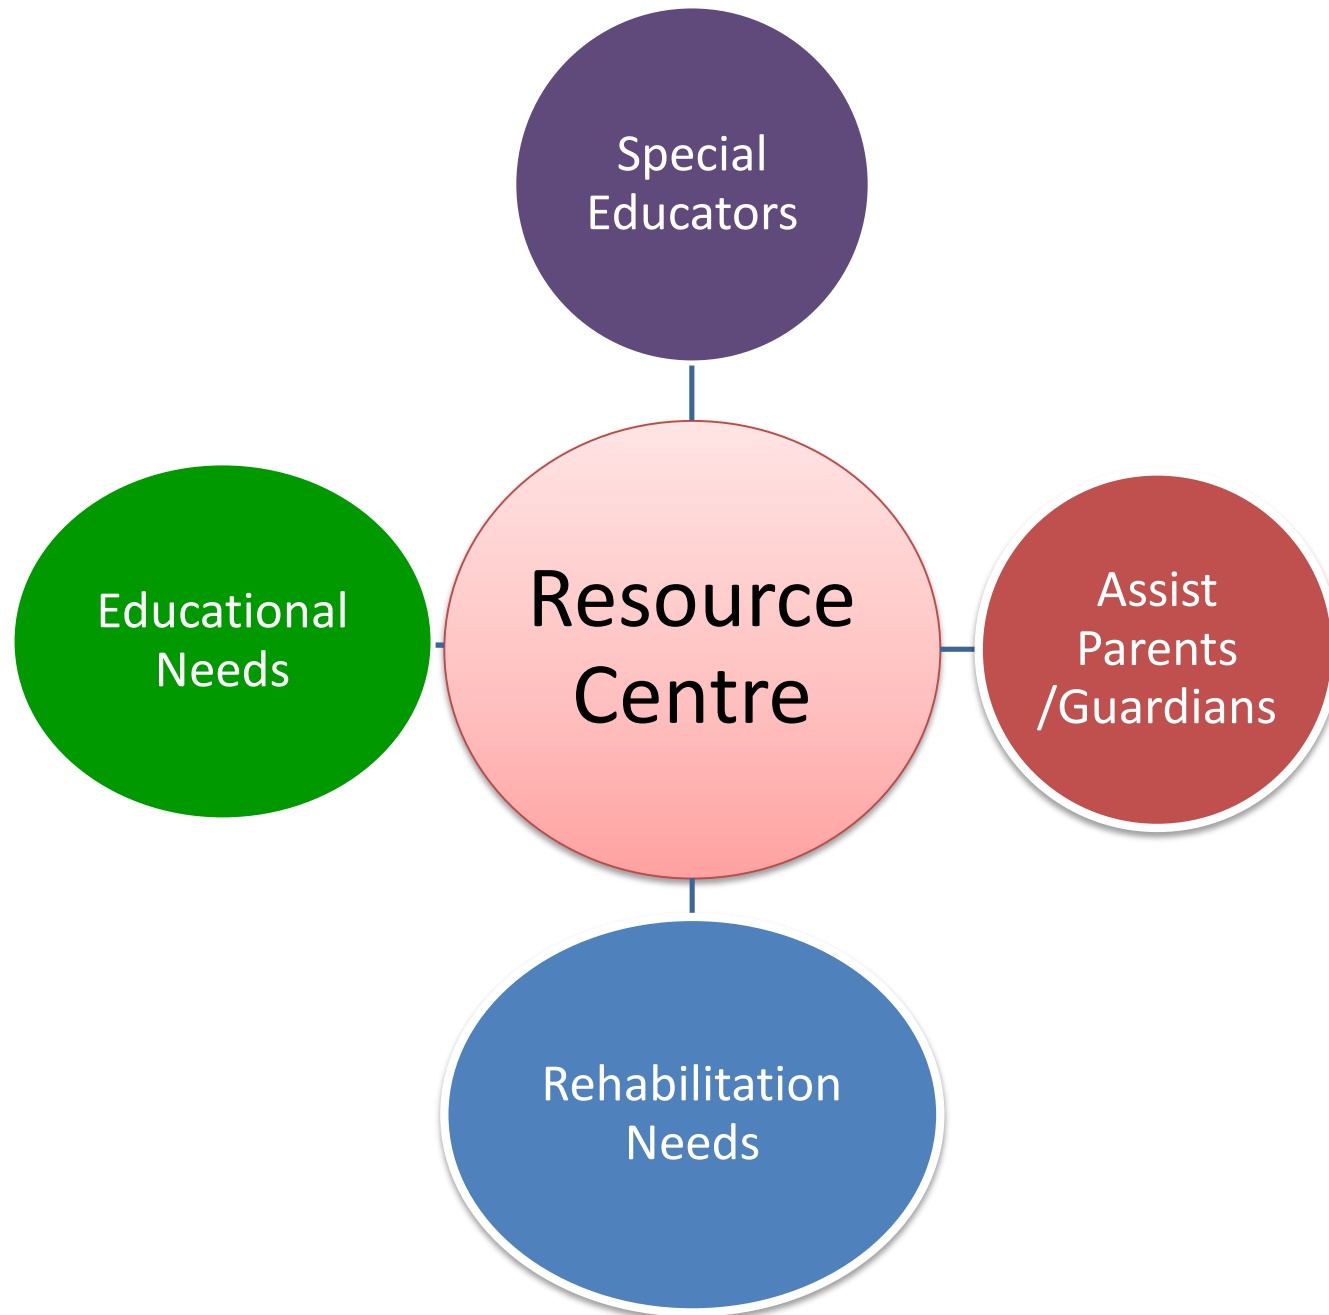 Special
Educators
Educational
Needs
Resource
Centre
Assist
Parents
/Guardians
Rehabilitation
Needs